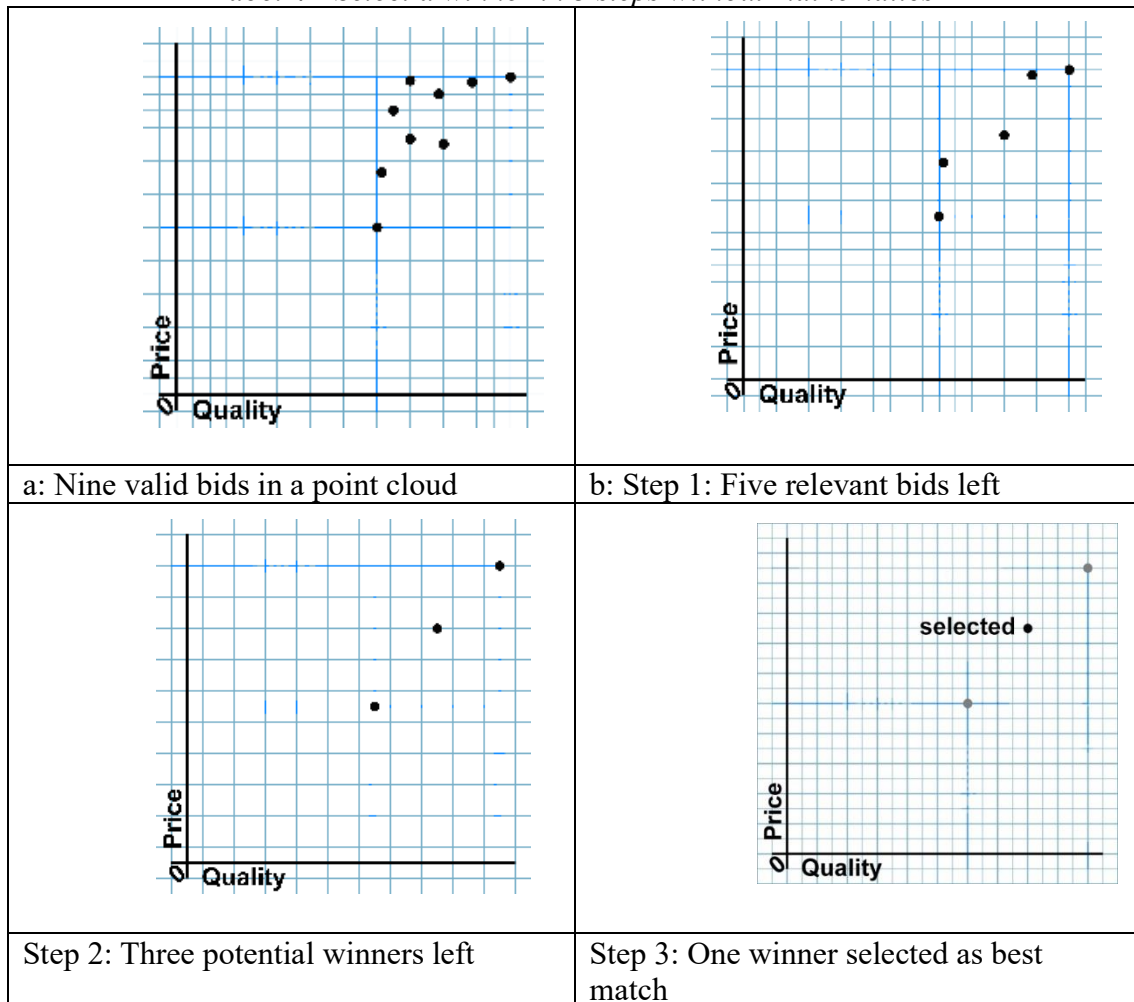 Price
0
Quality
Price
0
Quality
a: Nine valid bids in a point cloud
b: Step 1: Five relevant bids left
Price
0
Quality
selected
Price
0
Quality
Step 2: Three potential winners left
Step 3: One winner selected as best
match